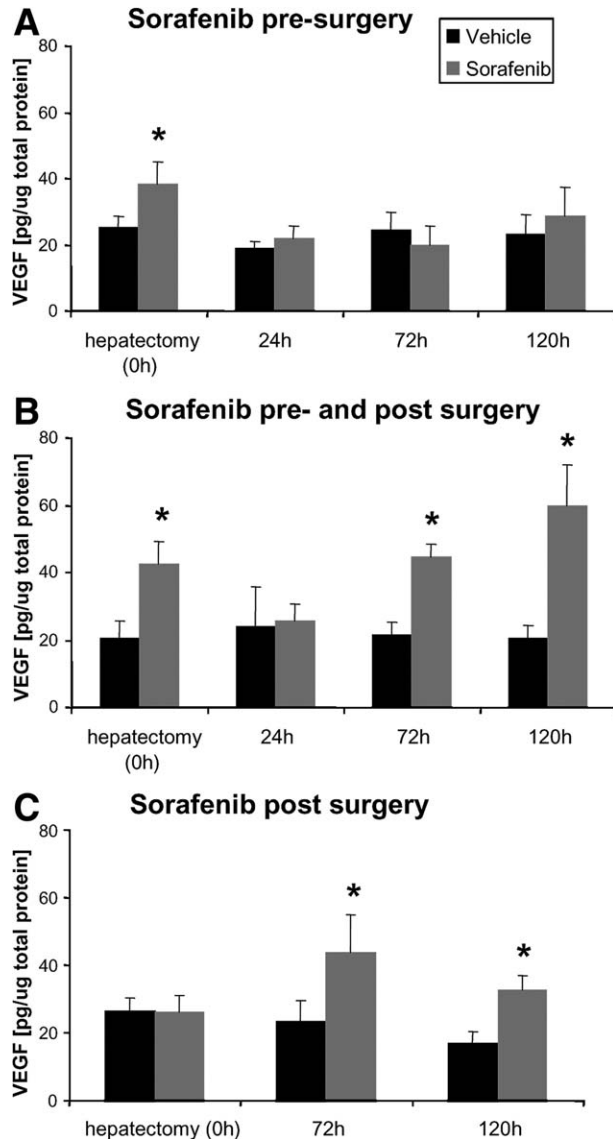 A Sorafenib pre-surgery
Vehicle
Sorafenib
VEGF [pg/ug total protein]
80
60
40
20
0
*
hepatectomy
(0h)
24h
72h
120h
B Sorafenib pre- and post surgery
VEGF [pg/ug total protein]
80
60
40
20
0
*
*
*
hepatectomy
(0h)
24h
72h
120h
C Sorafenib post surgery
VEGF [pg/ug total protein]
80
60
40
20
0
*
*
hepatectomy (0h)
72h
120h